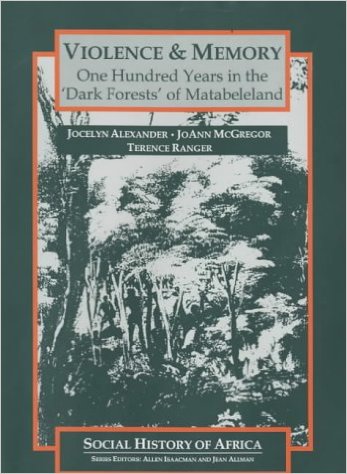 VIOLENCE & MEMORY
One Hundred Years in the
'Dark Forests' of Matabeleland
JOCELYN ALEXANDER · JOANN MCGREGOR
TERENCE RANGER
SOCIAL HISTORY OF AFRICA
SERIES EDITORS: ALLEN ISAACMAN AND JEAN ALLMAN